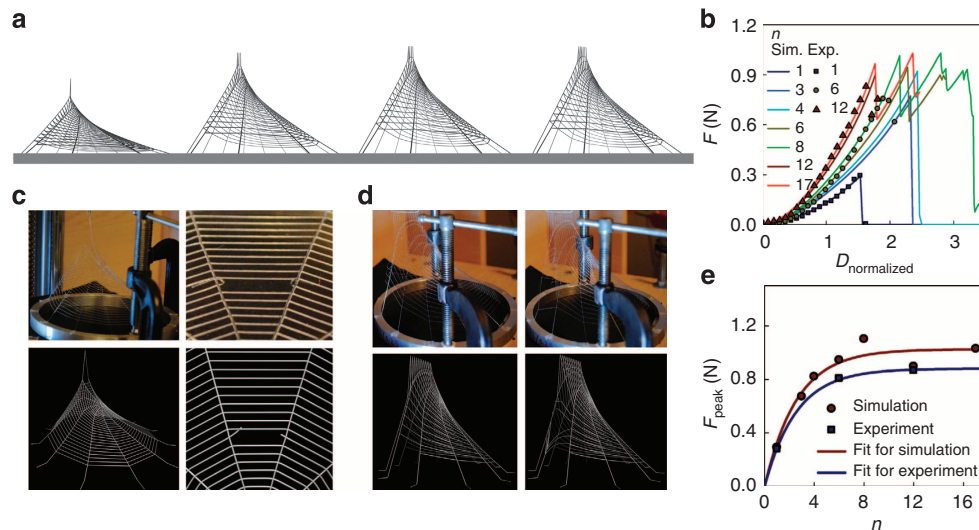 a
b
F (N)
1.2
0.9
0.6
0.3
0.0
n
Sim. Exp.
1 1
3 6
4 12
6
8
12
17
0 1 2 3
D normalized
c
d
e
F peak (N)
1.2
0.8
0.4
0.0
Simulation
Experiment
Fit for simulation
Fit for experiment
0 4 8 12 16
n